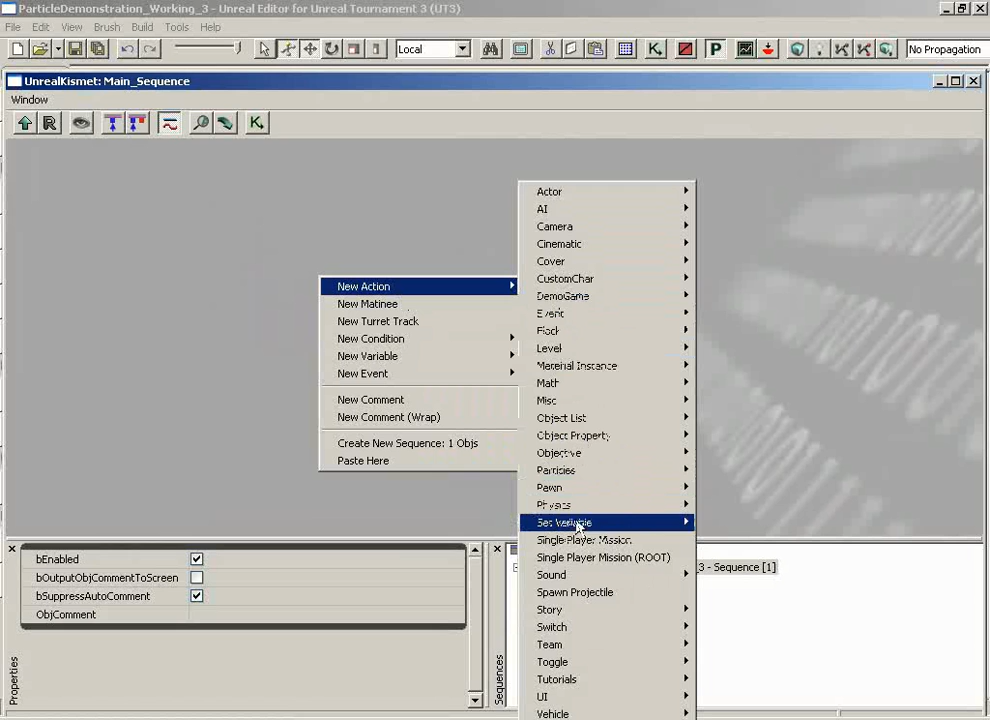 ParticleDemonstration_Working_3 - Unreal Editor for Unreal Tournament 3 (UT3)
File Edit View Brush Build Tools Help
Local
P
No Propagation
UnrealKismet: Main_Sequence
Window
R
New Action
New Matinee
New Turret Track
New Condition
New Variable
New Event
New Comment
New Comment (Wrap)
Create New Sequence: 1 Objs
Paste Here
Actor
AI
Camera
Cinematic
Cover
CustomChar
DemoGame
Event
Flock
Level
Material Instance
Math
Misc
Object List
Object Property
Objective
Particles
Pawn
Physics
Set Variable
Single Player Mission
Single Player Mission (ROOT)
Sound
Spawn Projectile
Story
Switch
Team
Toggle
Tutorials
UI
Vehicle
bEnabled
bOutputObjCommentToScreen
bSuppressAutoComment
ObjComment
Properties
Sequences
_3 - Sequence [1]